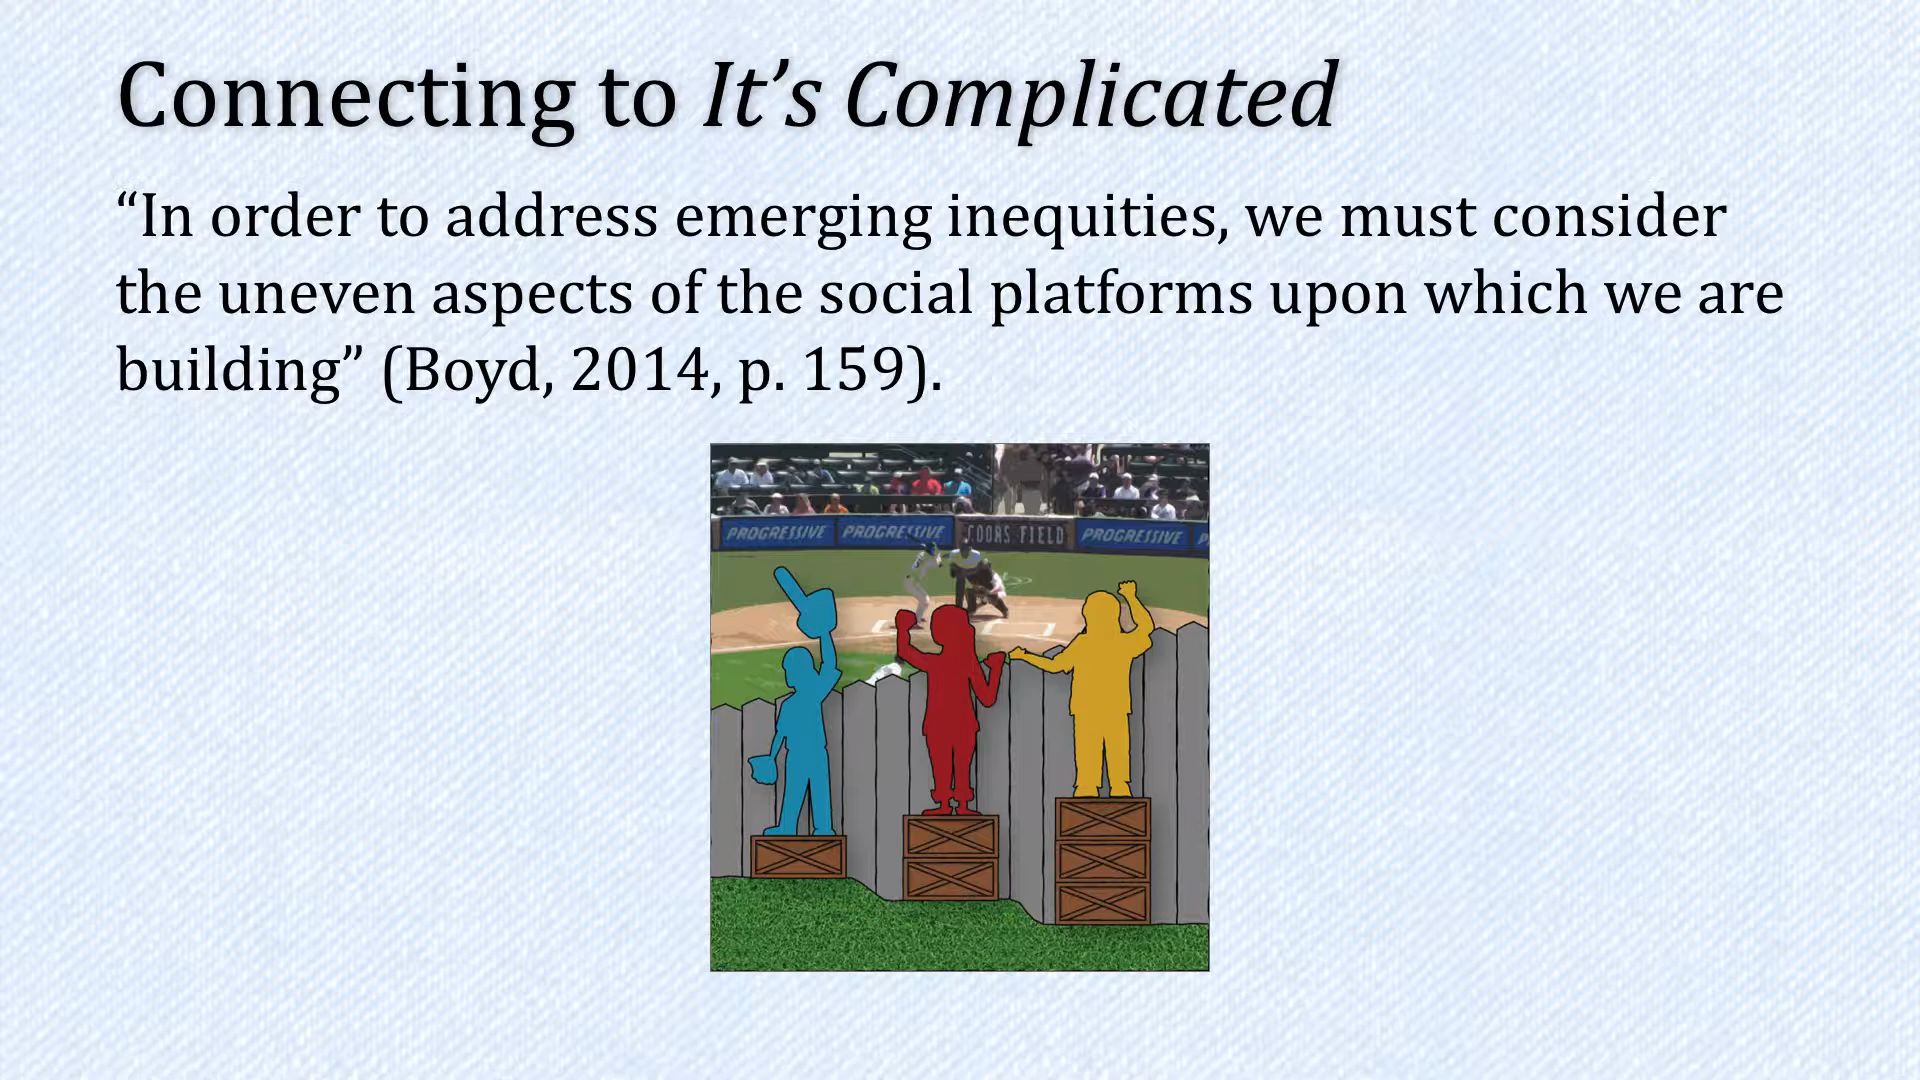 Connecting to It’s Complicated
“In order to address emerging inequities, we must consider
the uneven aspects of the social platforms upon which we are
building” (Boyd, 2014, p. 159).
PROGRESSIVE PROGRESSIVE COORS FIELD PROGRESSIVE P